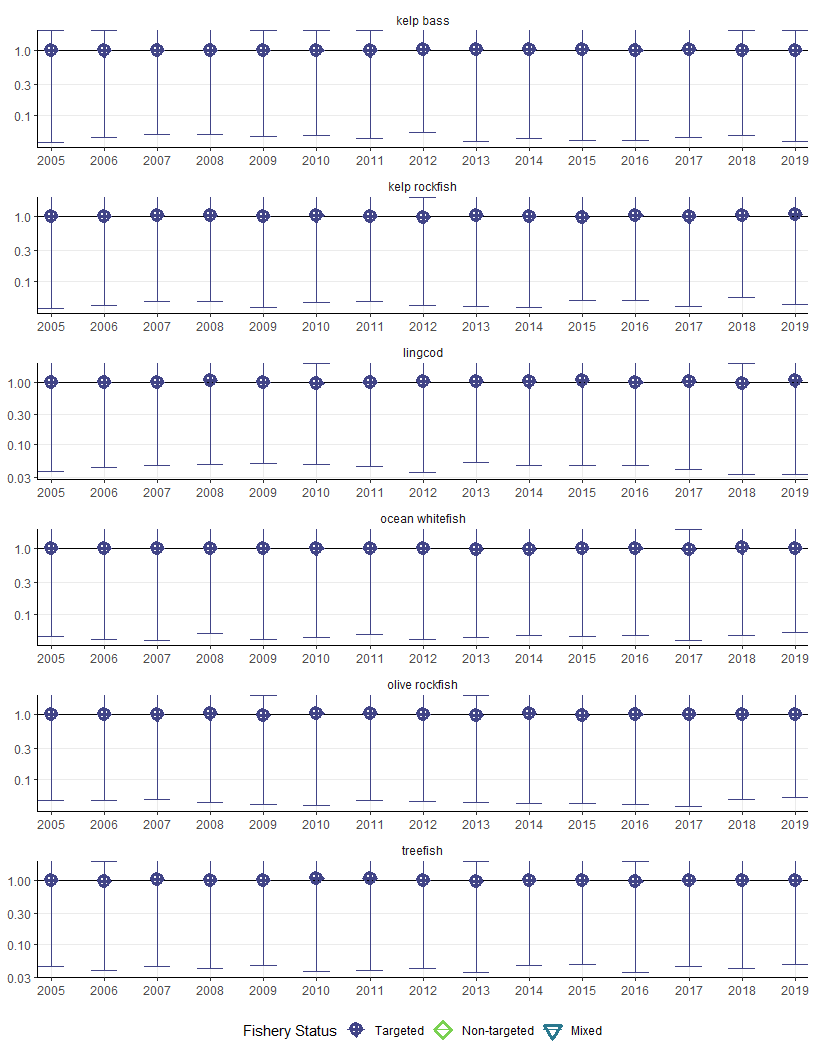 kelp bass
1.0
0.3
0.1
2005 2006 2007 2008 2009 2010 2011 2012 2013 2014 2015 2016 2017 2018 2019
kelp rockfish
1.0
0.3
0.1
2005 2006 2007 2008 2009 2010 2011 2012 2013 2014 2015 2016 2017 2018 2019
lingcod
1.00
0.30
0.10
0.03
2005 2006 2007 2008 2009 2010 2011 2012 2013 2014 2015 2016 2017 2018 2019
ocean whitefish
1.0
0.3
0.1
2005 2006 2007 2008 2009 2010 2011 2012 2013 2014 2015 2016 2017 2018 2019
olive rockfish
1.0
0.3
0.1
2005 2006 2007 2008 2009 2010 2011 2012 2013 2014 2015 2016 2017 2018 2019
treefish
1.00
0.30
0.10
0.03
2005 2006 2007 2008 2009 2010 2011 2012 2013 2014 2015 2016 2017 2018 2019
Fishery Status Targeted Non-targeted Mixed